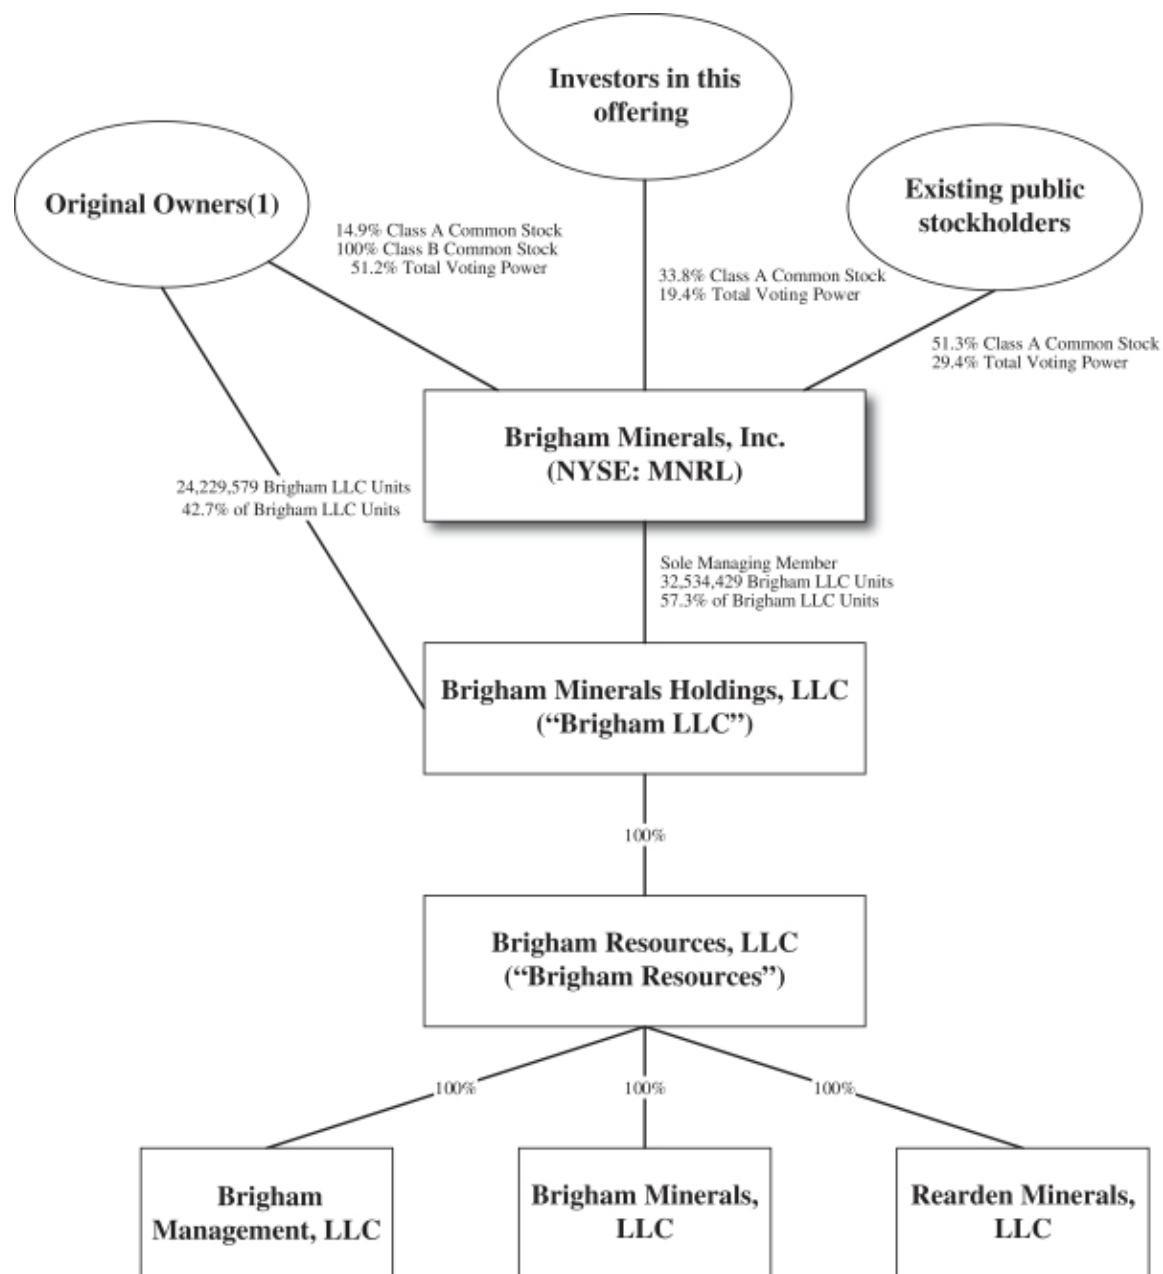 Investors in this
offering
Original Owners(1)
Existing public
stockholders
14.9% Class A Common Stock
100% Class B Common Stock
51.2% Total Voting Power
33.8% Class A Common Stock
19.4% Total Voting Power
51.3% Class A Common Stock
29.4% Total Voting Power
Brigham Minerals, Inc.
(NYSE: MNRL)
24,229,579 Brigham LLC Units
42.7% of Brigham LLC Units
Sole Managing Member
32,534,429 Brigham LLC Units
57.3% of Brigham LLC Units
Brigham Minerals Holdings, LLC
(“Brigham LLC”)
100%
Brigham Resources, LLC
(“Brigham Resources”)
100%
100%
100%
Brigham
Management, LLC
Brigham Minerals,
LLC
Rearden Minerals,
LLC